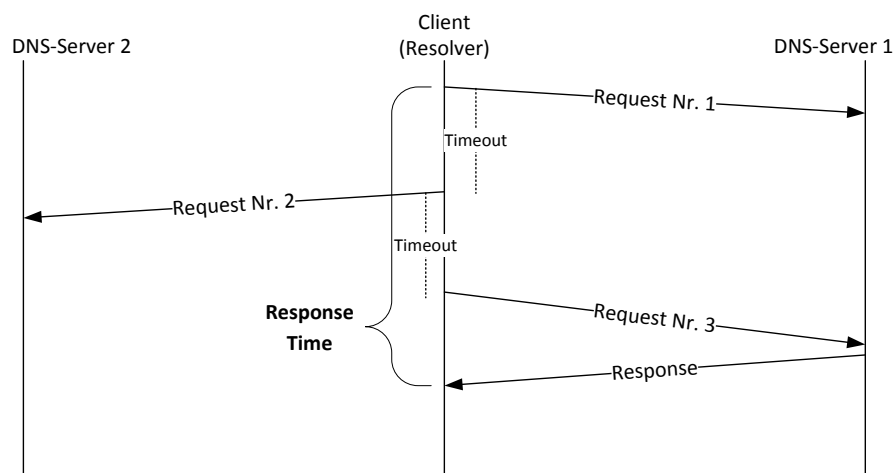 DNS-Server 2
Client
(Resolver)
DNS-Server 1
Request Nr. 1
Timeout
Request Nr. 2
Timeout
Response
Time
Request Nr. 3
Response